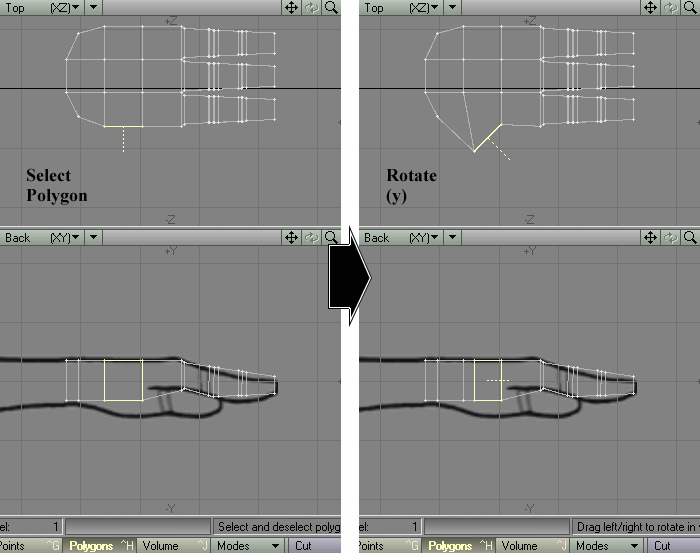 Top (XZ) Top (XZ)
+Z +Z
Select Rotate
Polygon (y)
-Z -Z
Back (XY) Back (XY)
+Y +Y
-Y -Y
el: 1 el: 1
Select and deselect polyg Drag left/right to rotate in
Points ^G Polygons ^H Volume ^J Modes Cut Points ^G Polygons ^H Volume ^J Modes Cut